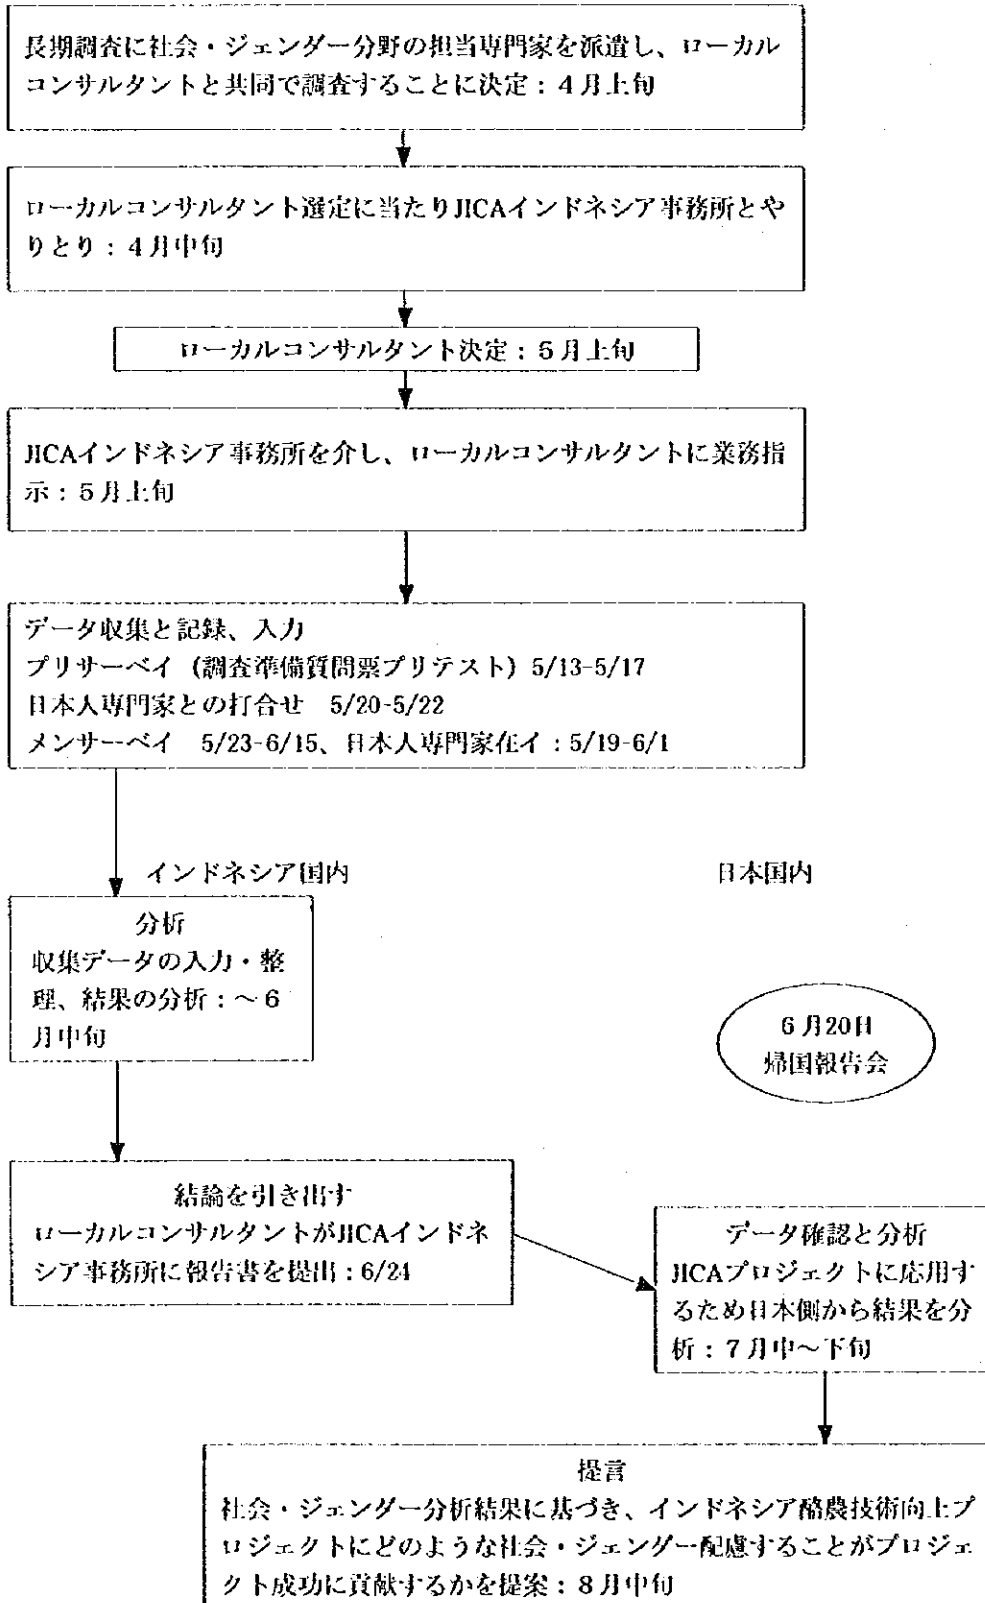 長期調査に社会・ジェンダー分野の担当専門家を派遣し、ローカル
コンサルタントと共同で調査することに決定：４月上旬
ローカルコンサルタント選定に当たりJICAインドネシア事務所とや
りとり：４月中旬
ローカルコンサルタント決定：５月上旬
JICAインドネシア事務所を介し、ローカルコンサルタントに業務指
示：５月上旬
データ収集と記録、入力
プリサーベイ（調査準備質問票プリテスト）5/13-5/17
日本人専門家との打合せ　5/20-5/22
メンサーベイ　5/23-6/15、日本人専門家在イ：5/19-6/1
インドネシア国内
日本国内
分析
収集データの入力・整
理、結果の分析：～６
月中旬
６月20日
帰国報告会
結論を引き出す
ローカルコンサルタントがJICAインドネ
シア事務所に報告書を提出：6/24
データ確認と分析
JICAプロジェクトに応用す
るため日本側から結果を分
析：７月中～下旬
提言
社会・ジェンダー分析結果に基づき、インドネシア酪農技術向上プ
ロジェクトにどのような社会・ジェンダー配慮することがプロジェ
クト成功に貢献するかを提案：８月中旬